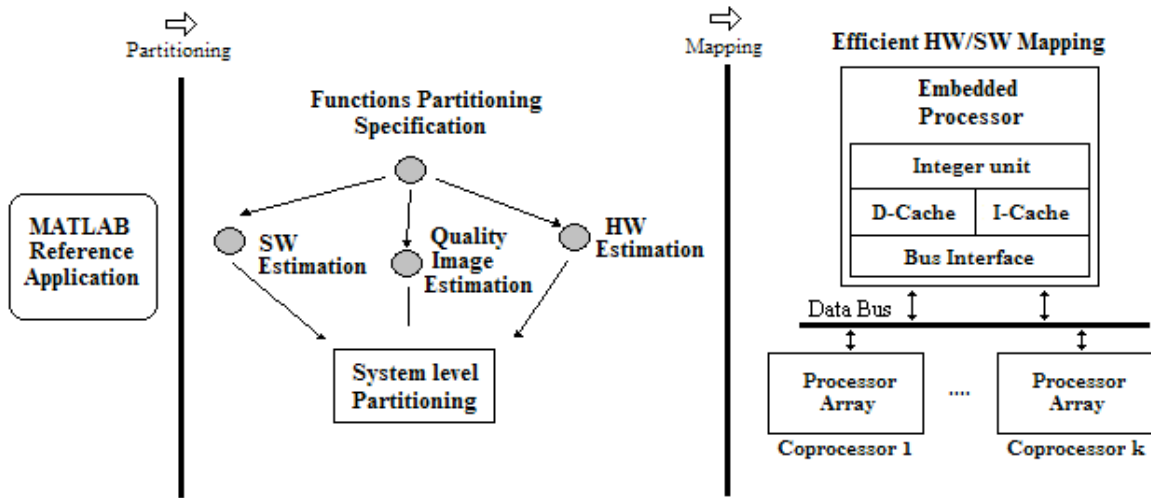 Partitioning
Mapping
MATLAB
Reference
Application
Functions Partitioning
Specification
SW
Estimation
Quality
Image
Estimation
HW
Estimation
System level
Partitioning
Efficient HW/SW Mapping
Embedded
Processor
Integer unit
D-Cache
I-Cache
Bus Interface
Data Bus
Processor
Array
....
Processor
Array
Coprocessor 1
Coprocessor k